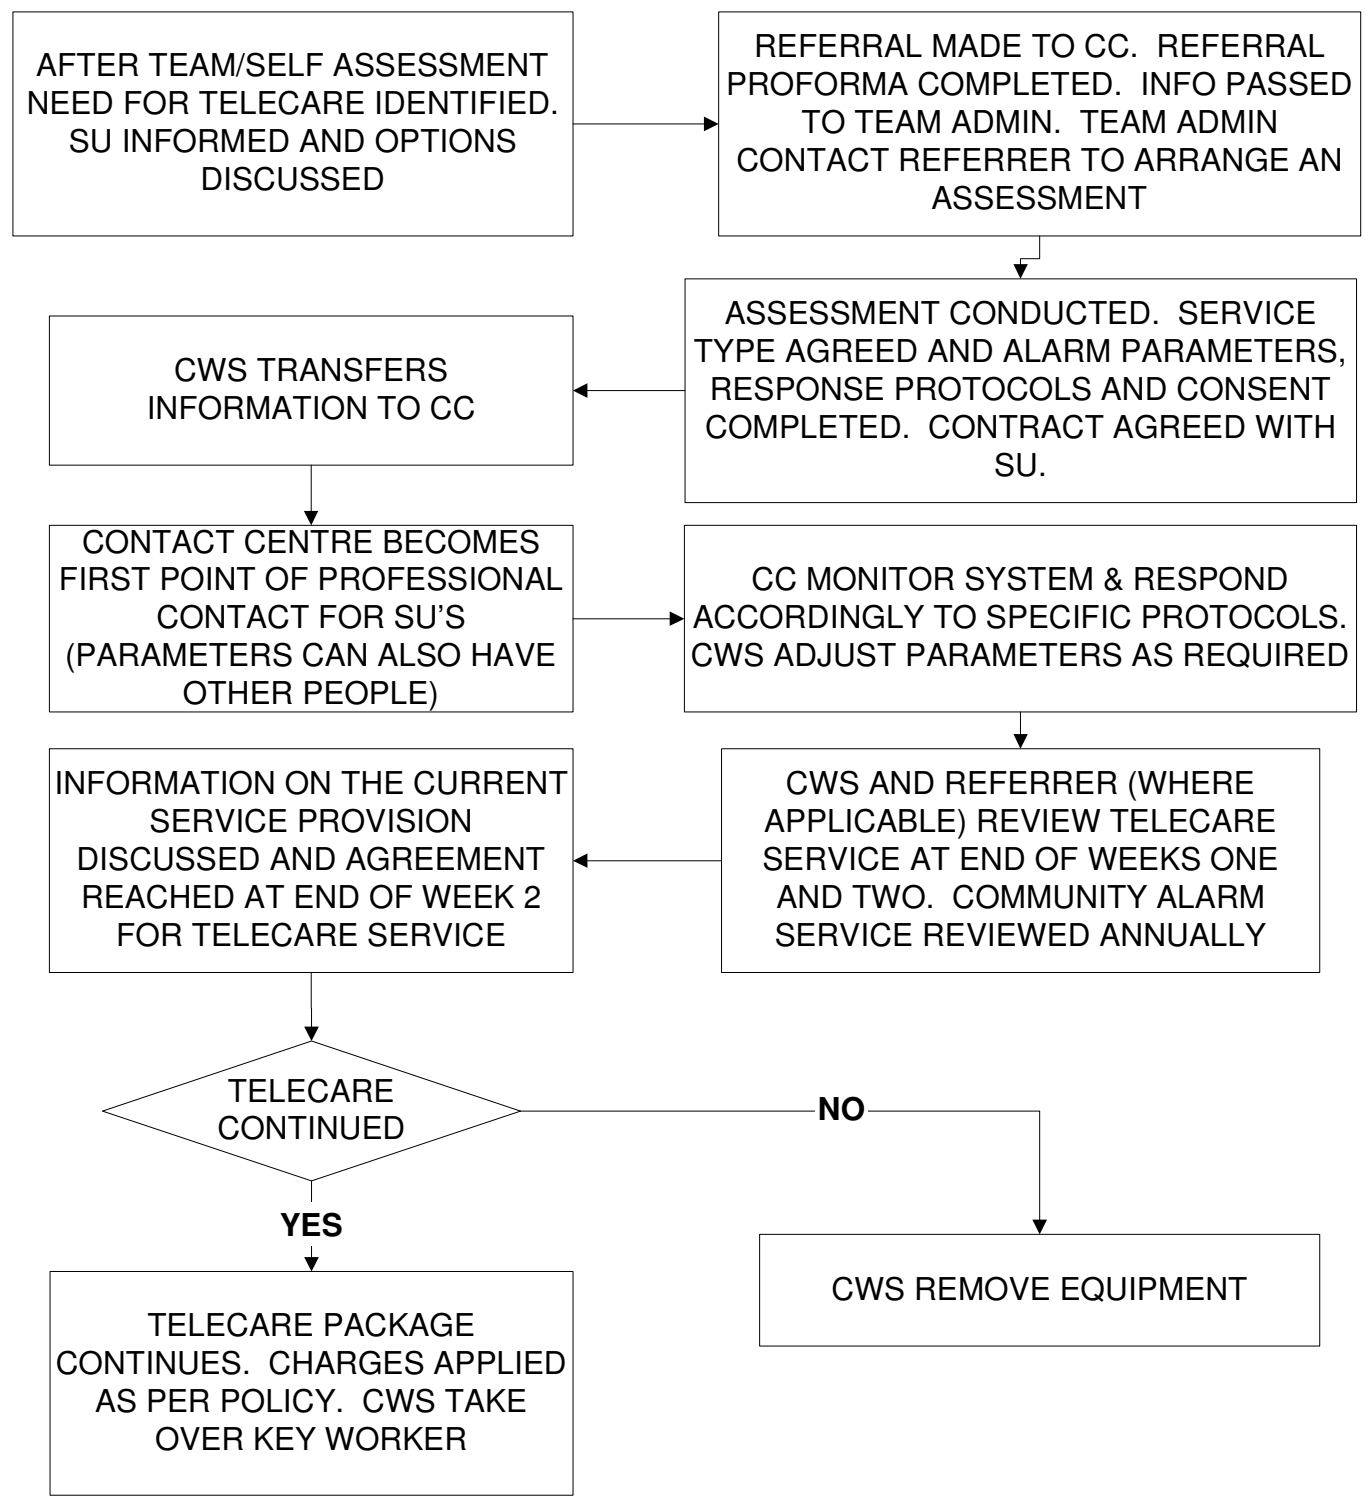 AFTER TEAM/SELF ASSESSMENT
NEED FOR TELECARE IDENTIFIED.
SU INFORMED AND OPTIONS
DISCUSSED
REFERRAL MADE TO CC.  REFERRAL
PROFORMA COMPLETED.  INFO PASSED
TO TEAM ADMIN.  TEAM ADMIN
CONTACT REFERRER TO ARRANGE AN
ASSESSMENT
ASSESSMENT CONDUCTED.  SERVICE
TYPE AGREED AND ALARM PARAMETERS,
RESPONSE PROTOCOLS AND CONSENT
COMPLETED.  CONTRACT AGREED WITH
SU.
CWS TRANSFERS
INFORMATION TO CC
CONTACT CENTRE BECOMES
FIRST POINT OF PROFESSIONAL
CONTACT FOR SU’S
(PARAMETERS CAN ALSO HAVE
OTHER PEOPLE)
CC MONITOR SYSTEM & RESPOND
ACCORDINGLY TO SPECIFIC PROTOCOLS.
CWS ADJUST PARAMETERS AS REQUIRED
CWS AND REFERRER (WHERE
APPLICABLE) REVIEW TELECARE
SERVICE AT END OF WEEKS ONE
AND TWO.  COMMUNITY ALARM
SERVICE REVIEWED ANNUALLY
INFORMATION ON THE CURRENT
SERVICE PROVISION
DISCUSSED AND AGREEMENT
REACHED AT END OF WEEK 2
FOR TELECARE SERVICE
TELECARE
CONTINUED
NO
YES
CWS REMOVE EQUIPMENT
TELECARE PACKAGE
CONTINUES.  CHARGES APPLIED
AS PER POLICY.  CWS TAKE
OVER KEY WORKER